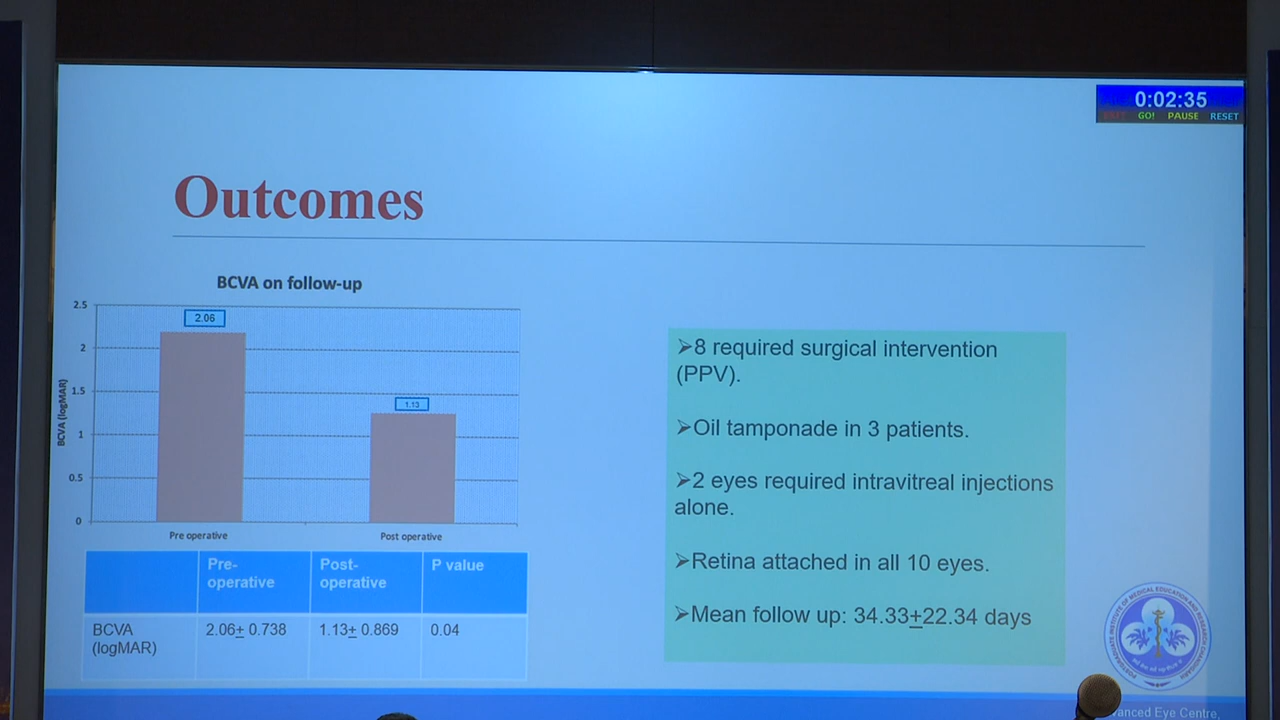 0:02:35
GO! PAUSE RESET
Outcomes
BCVA on follow-up
2.5
2
1.5
1
0.5
0
BCVA (logMAR)
2.06
1.13
Pre operative
Post operative
Pre-
operative
Post-
operative
P value
BCVA
(logMAR)
2.06+ 0.738
1.13+ 0.869
0.04
➢8 required surgical intervention
(PPV).
➢Oil tamponade in 3 patients.
➢2 eyes required intravitreal injections
alone.
➢Retina attached in all 10 eyes.
➢Mean follow up: 34.33+22.34 days
Eye Centre,